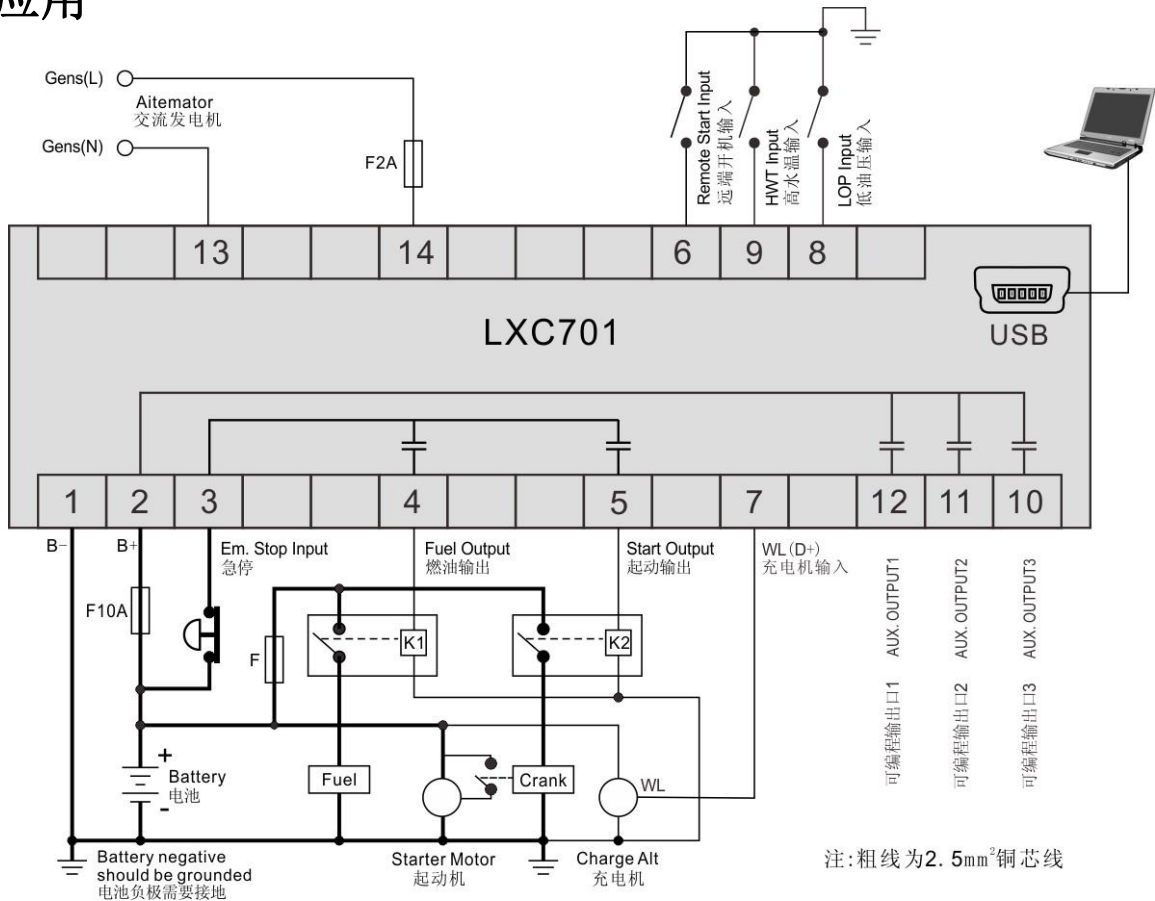 应用
Gens(L)
Aitemator
交流发电机
Gens(N)
F2A
Remote Start Input
远端开机输入
HWT Input
高水温输入
LOP Input
低油压输入
13
14
6
9
8
LXC701
USB
1
2
3
4
5
7
12
11
10
B-
B+
Em. Stop Input
急停
Fuel Output
燃油输出
Start Output
起动输出
WL(D+)
充电机输入
AUX. OUTPUT1
可编程输出口1
AUX. OUTPUT2
可编程输出口2
AUX. OUTPUT3
可编程输出口3
F10A
F
K1
K2
+
Battery
电池
-
Fuel
Crank
WL
Battery negative
should be grounded
电池负极需要接地
Starter Motor
起动机
Charge Alt
充电机
注:粗线为2.5mm²铜芯线